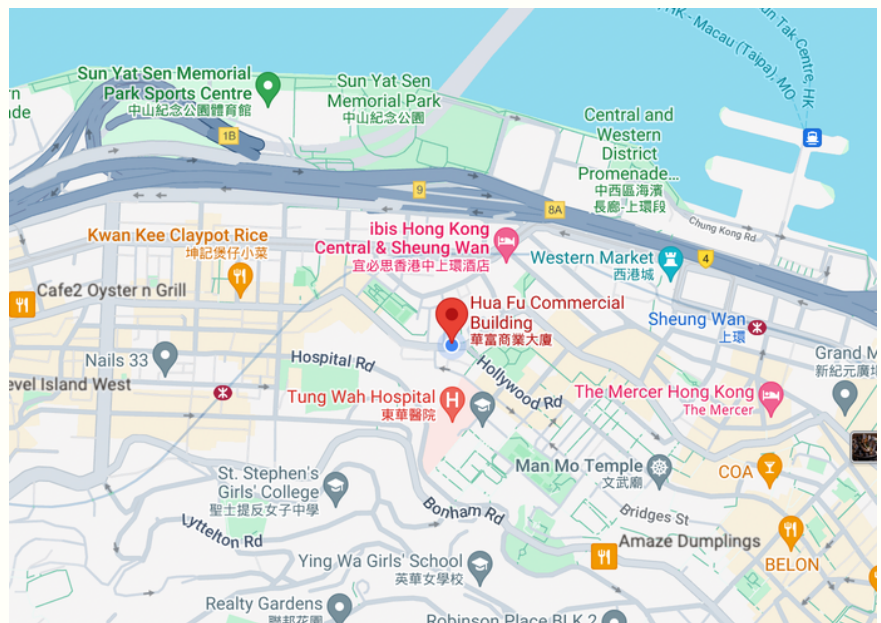 HK - Macau (Taipa), MO
un Tak Centre, HK
Sun Yat Sen Memorial
Park Sports Centre
中山紀念公園體育館
Sun Yat Sen
Memorial Park
中山紀念公園
1B
Central and
Western
District
Promenade...
中西區海濱
長廊-上環段
9
8A
Chung Kong Rd
4
ibis Hong Kong
Central & Sheung Wan
宜必思香港中上環酒店
Kwan Kee Claypot Rice
坤記煲仔小菜
Western Market
西港城
Cafe2 Oyster n Grill
Hua Fu Commercial
Building
華富商業大廈
Sheung Wan
上環
Nails 33
Hospital Rd
Grand M
新紀元廣場
evel Island West
Hollywood Rd
Tung Wah Hospital
東華醫院
H
The Mercer Hong Kong
The Mercer
St. Stephen's
Girls' College
聖士提反女子中學
Man Mo Temple
文武廟
COA
Bonham Rd
Bridges St
Lyttelton Rd
Amaze Dumplings
Ying Wa Girls' School
英華女學校
BELON
Realty Gardens
聯邦花園
Robinson Place BLK 2